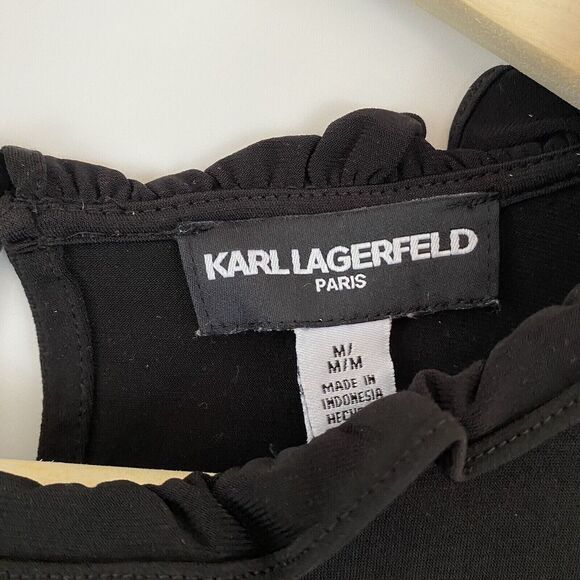 KARL LAGERFELD
PARIS
M/
M/M
MADE IN
INDONESIA